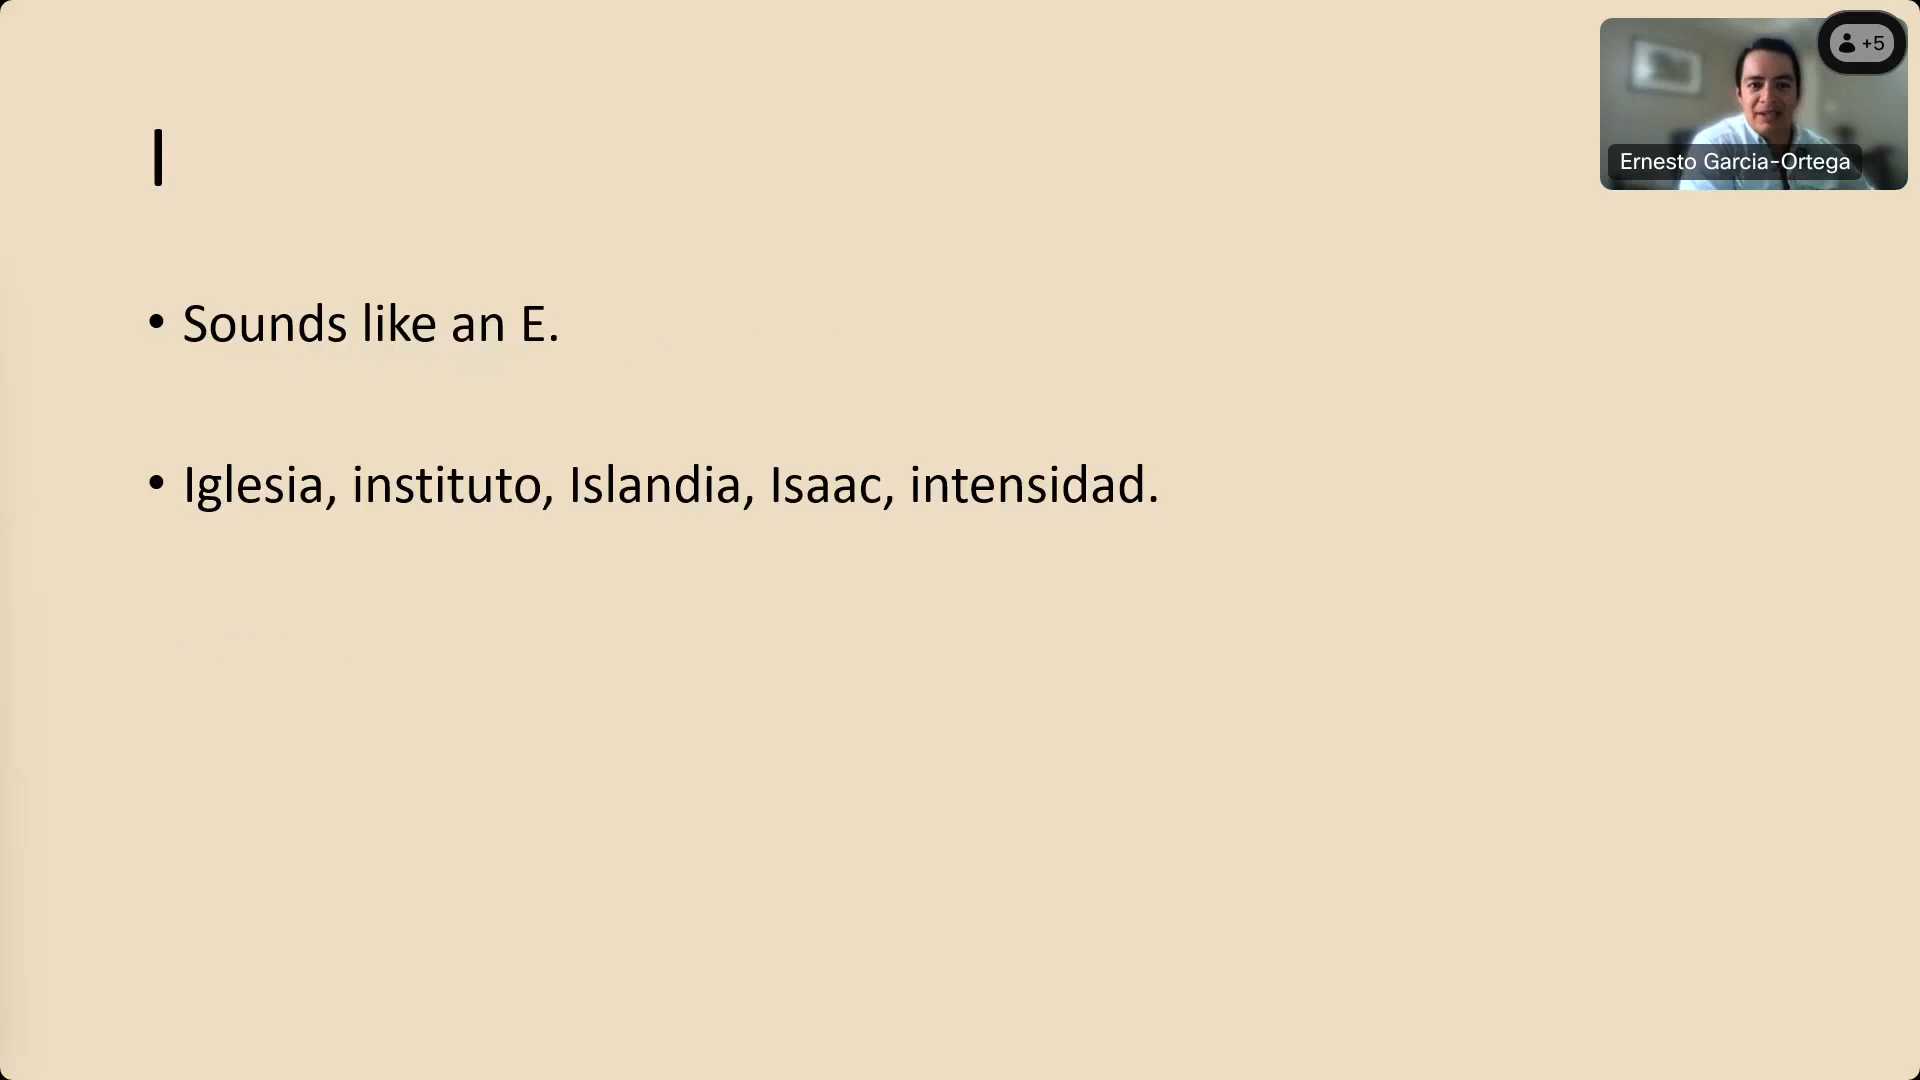 +5
Ernesto Garcia-Ortega
I
• Sounds like an E.
• Iglesia, instituto, Islandia, Isaac, intensidad.